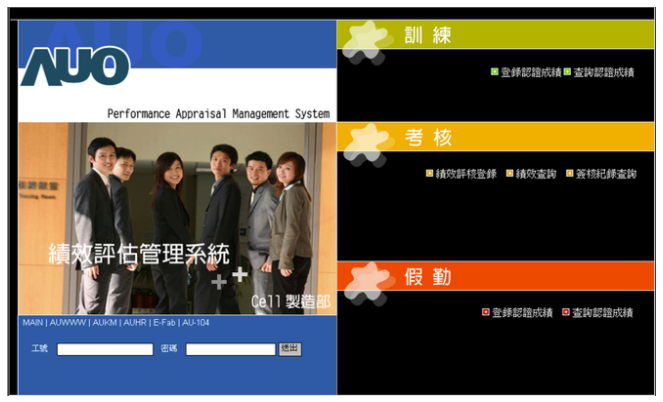 AUO
Performance Appraisal Management System
Training Room
績效評估管理系統
Cell 製造部
MAIN | AUWWW | AUKM | AUHR | E-Fab | AU-104
工號
密碼
送出
訓 練
登錄認證成績 查詢認證成績
考 核
績效評核登錄 績效查詢 簽核紀錄查詢
假 勤
登錄認證成績 查詢認證成績